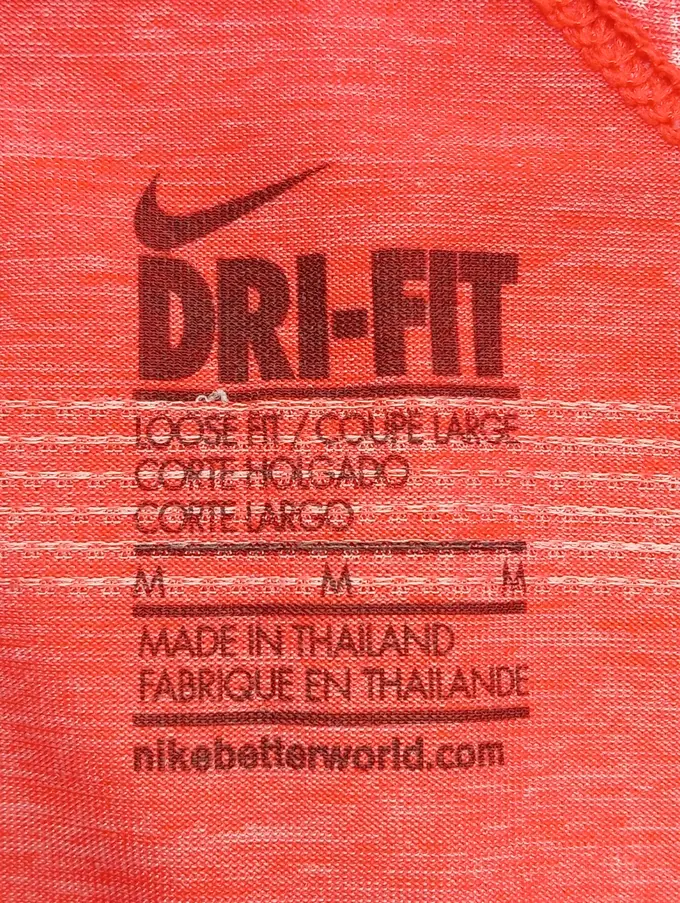 DRI-FIT
LOOSE FIT / COUPE LARGE
CORTE HOLGADO
CORTE LARGO
M M M
MADE IN THAILAND
FABRIQUE EN THAILANDE
nikebetterworld.com